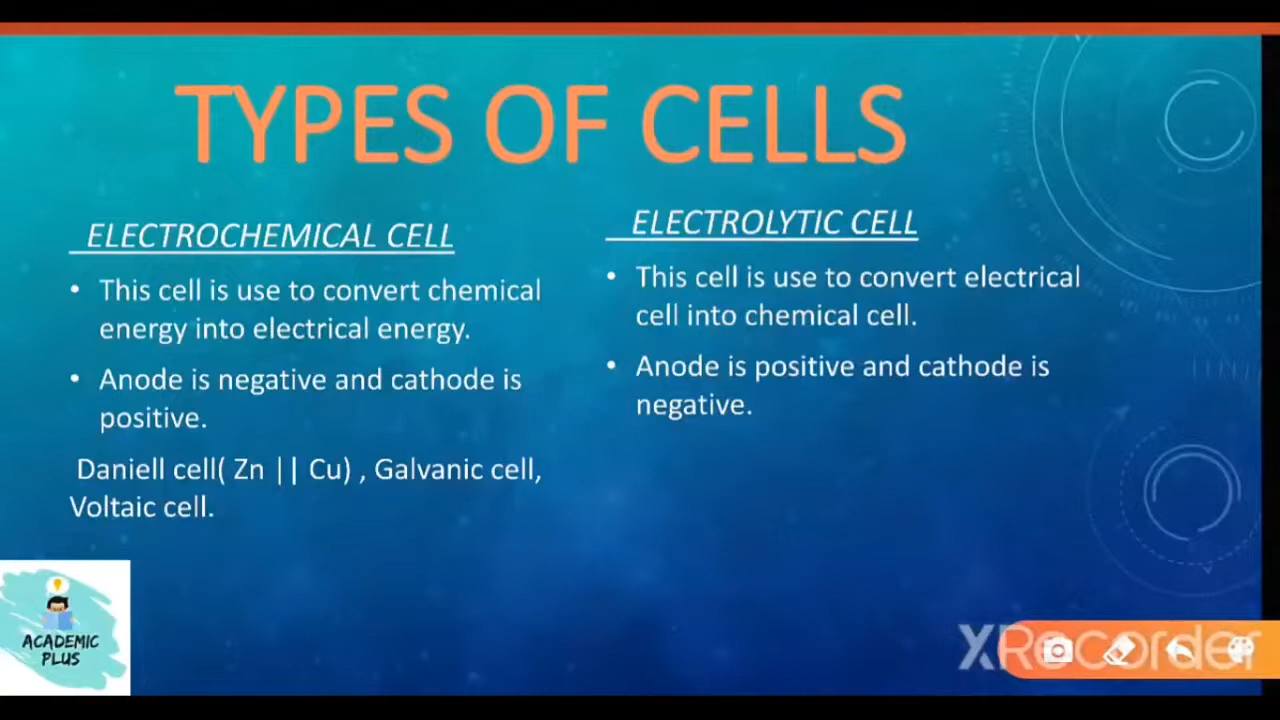 TYPES OF CELLS
ELECTROCHEMICAL CELL
• This cell is use to convert chemical
energy into electrical energy.
• Anode is negative and cathode is
positive.
Daniell cell( Zn || Cu) , Galvanic cell,
Voltaic cell.
ELECTROLYTIC CELL
• This cell is use to convert electrical
cell into chemical cell.
• Anode is positive and cathode is
negative.
ACADEMIC
PLUS
XRecorder